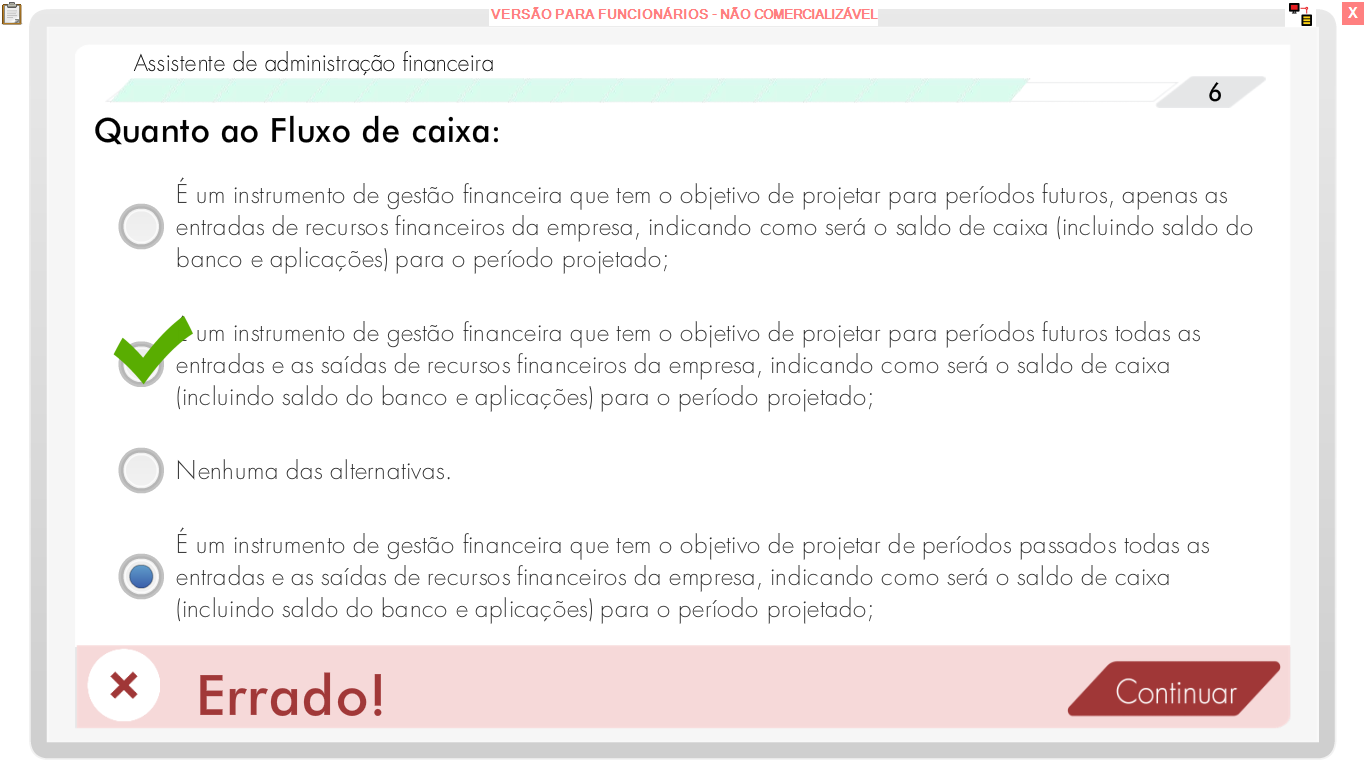 VERSÃO PARA FUNCIONÁRIOS - NÃO COMERCIALIZÁVEL
X
Assistente de administração financeira
6
Quanto ao Fluxo de caixa:
É um instrumento de gestão financeira que tem o objetivo de projetar para períodos futuros, apenas as
entradas de recursos financeiros da empresa, indicando como será o saldo de caixa (incluindo saldo do
banco e aplicações) para o período projetado;
um instrumento de gestão financeira que tem o objetivo de projetar para períodos futuros todas as
entradas e as saídas de recursos financeiros da empresa, indicando como será o saldo de caixa
(incluindo saldo do banco e aplicações) para o período projetado;
Nenhuma das alternativas.
É um instrumento de gestão financeira que tem o objetivo de projetar de períodos passados todas as
entradas e as saídas de recursos financeiros da empresa, indicando como será o saldo de caixa
(incluindo saldo do banco e aplicações) para o período projetado;
Errado!
Continuar